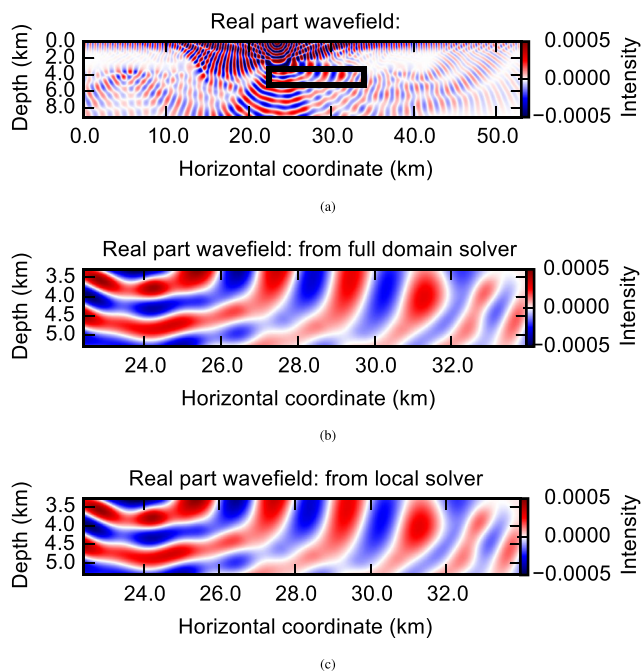 Real part wavefield:
Depth (km)
0.0
2.0
4.0
6.0
8.0
0.0 10.0 20.0 30.0 40.0 50.0
Horizontal coordinate (km)
0.0005
0.0000
−0.0005
Intensity
(a)
Real part wavefield: from full domain solver
Depth (km)
3.5
4.0
4.5
5.0
24.0 26.0 28.0 30.0 32.0
Horizontal coordinate (km)
0.0005
0.0000
−0.0005
Intensity
(b)
Real part wavefield: from local solver
Depth (km)
3.5
4.0
4.5
5.0
24.0 26.0 28.0 30.0 32.0
Horizontal coordinate (km)
0.0005
0.0000
−0.0005
Intensity
(c)